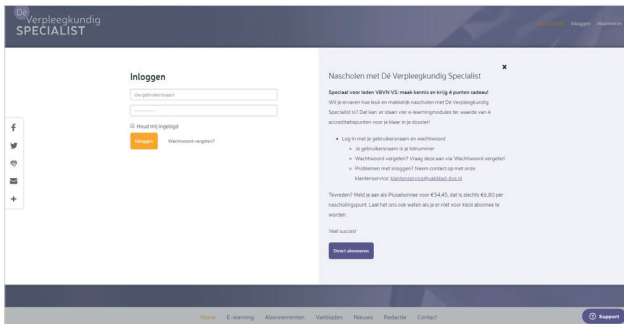 Dé
Verpleegkundig
SPECIALIST
Inloggen Abonneren
Inloggen
Uw gebruikersnaam
Houd mij ingelogd
Inloggen Wachtwoord vergeten?
Nascholen met Dé Verpleegkundig Specialist
Speciaal voor leden V&VN VS: maak kennis en krijg 4 punten cadeau!
Wil je ervaren hoe leuk en makkelijk nascholen met Dé Verpleegkundig
Specialist is? Dat kan: er staan vier e-learningmodules ter waarde van 4
accreditatiepunten voor je klaar in je dossier!
Log in met je gebruikersnaam en wachtwoord
Je gebruikersnaam is je lidnummer
Wachtwoord vergeten? Vraag deze aan via 'Wachtwoord vergeten'
Problemen met inloggen? Neem contact op met onze
klantenservice: klantenservice@vakblad-dvs.nl
Tevreden? Meld je aan als Plusabonnee voor €54,45, dat is slechts €6,80 per
nascholingspunt. Laat het ons ook weten als je er niet voor kiest abonnee te
worden.
Veel succes!
Direct abonneren
Home E-learning Abonnementen Vakbladen Nieuws Redactie Contact
Support